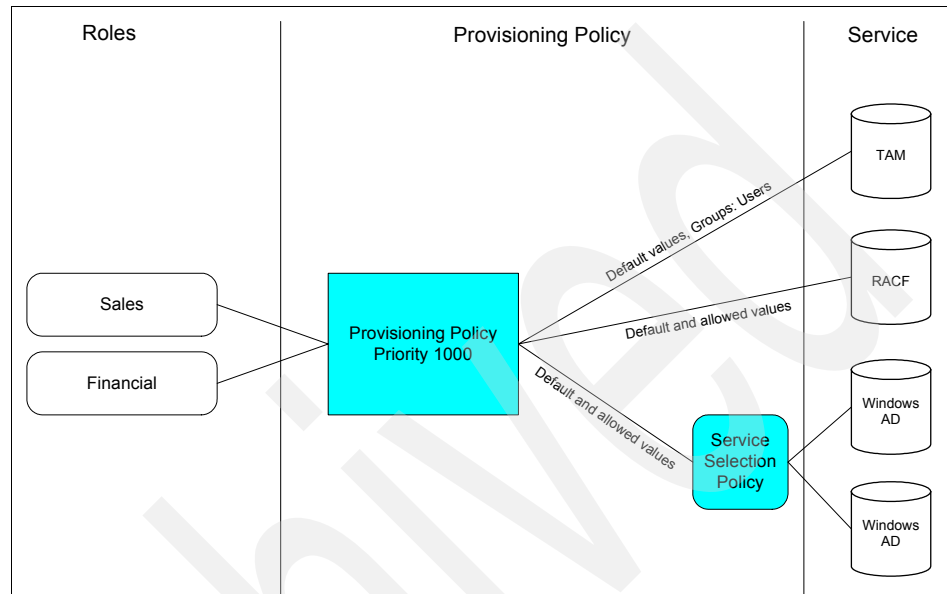 Roles
Provisioning Policy
Service
TAM
Default values, Groups: Users
Sales
Provisioning Policy
Priority 1000
RACF
Default and allowed values
Financial
Default and allowed values
Service
Selection
Policy
Windows
AD
Windows
AD
hived